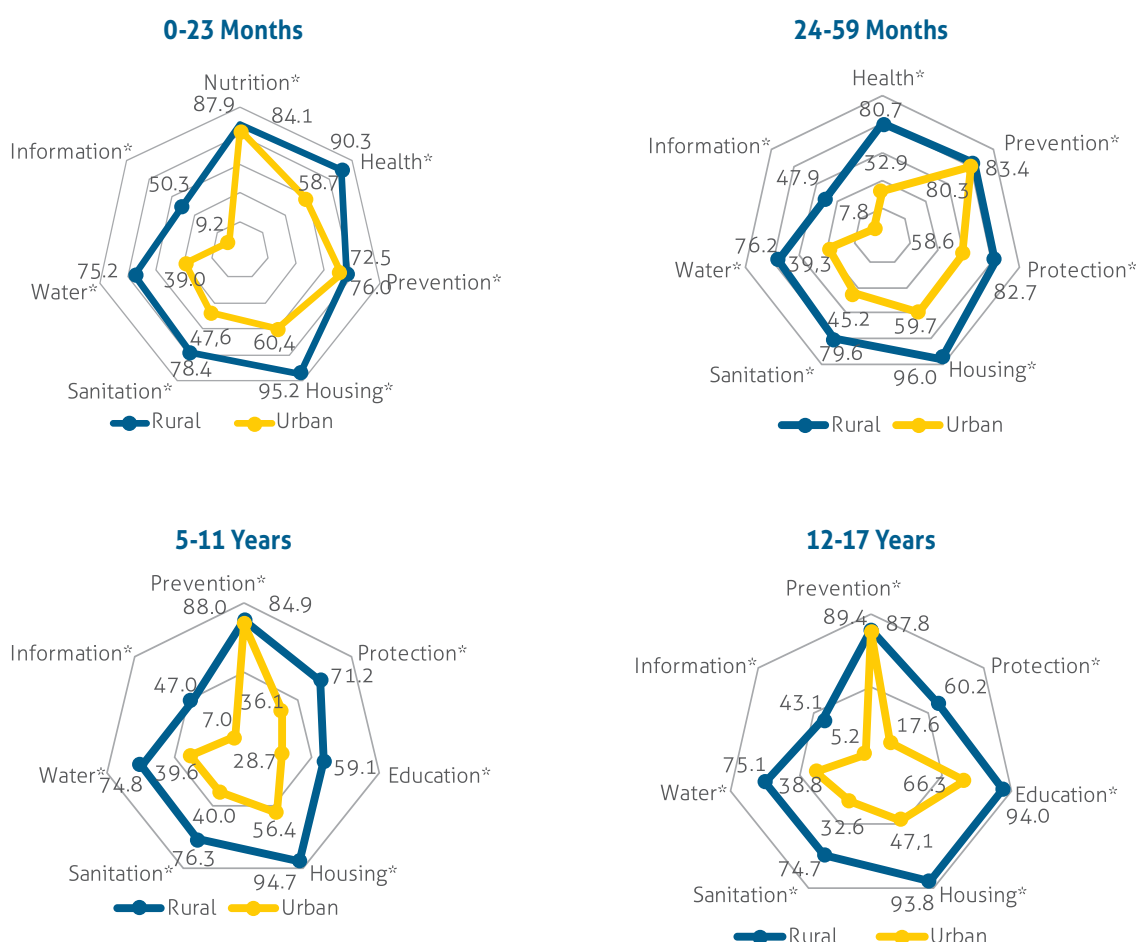 0-23 Months
Nutrition*
87.9
84.1
90.3
Health*
Information*
50.3
58.7
9.2
75.2
Water*
39.0
72.5
Prevention*
76.0
47,6
60,4
78.4
Sanitation*
95.2
Housing*
Rural
Urban
24-59 Months
Health*
80.7
Information*
Prevention*
32.9
83.4
47.9
80.3
7.8
76.2
58.6
Water*
39,3
Protection*
82.7
45.2
59.7
79.6
Sanitation*
96.0
Housing*
Rural
Urban
5-11 Years
Prevention*
88.0
84.9
Information*
Protection*
47.0
71.2
36.1
7.0
28.7
59.1
Water*
74.8
39.6
Education*
40.0
56.4
76.3
Sanitation*
94.7
Housing*
Rural
Urban
12-17 Years
Prevention*
89.4
87.8
Information*
Protection*
43.1
60.2
5.2
17.6
75.1
Water*
38.8
66.3
Education*
94.0
32.6
47,1
74.7
Sanitation*
93.8
Housing*
Rural
Urban